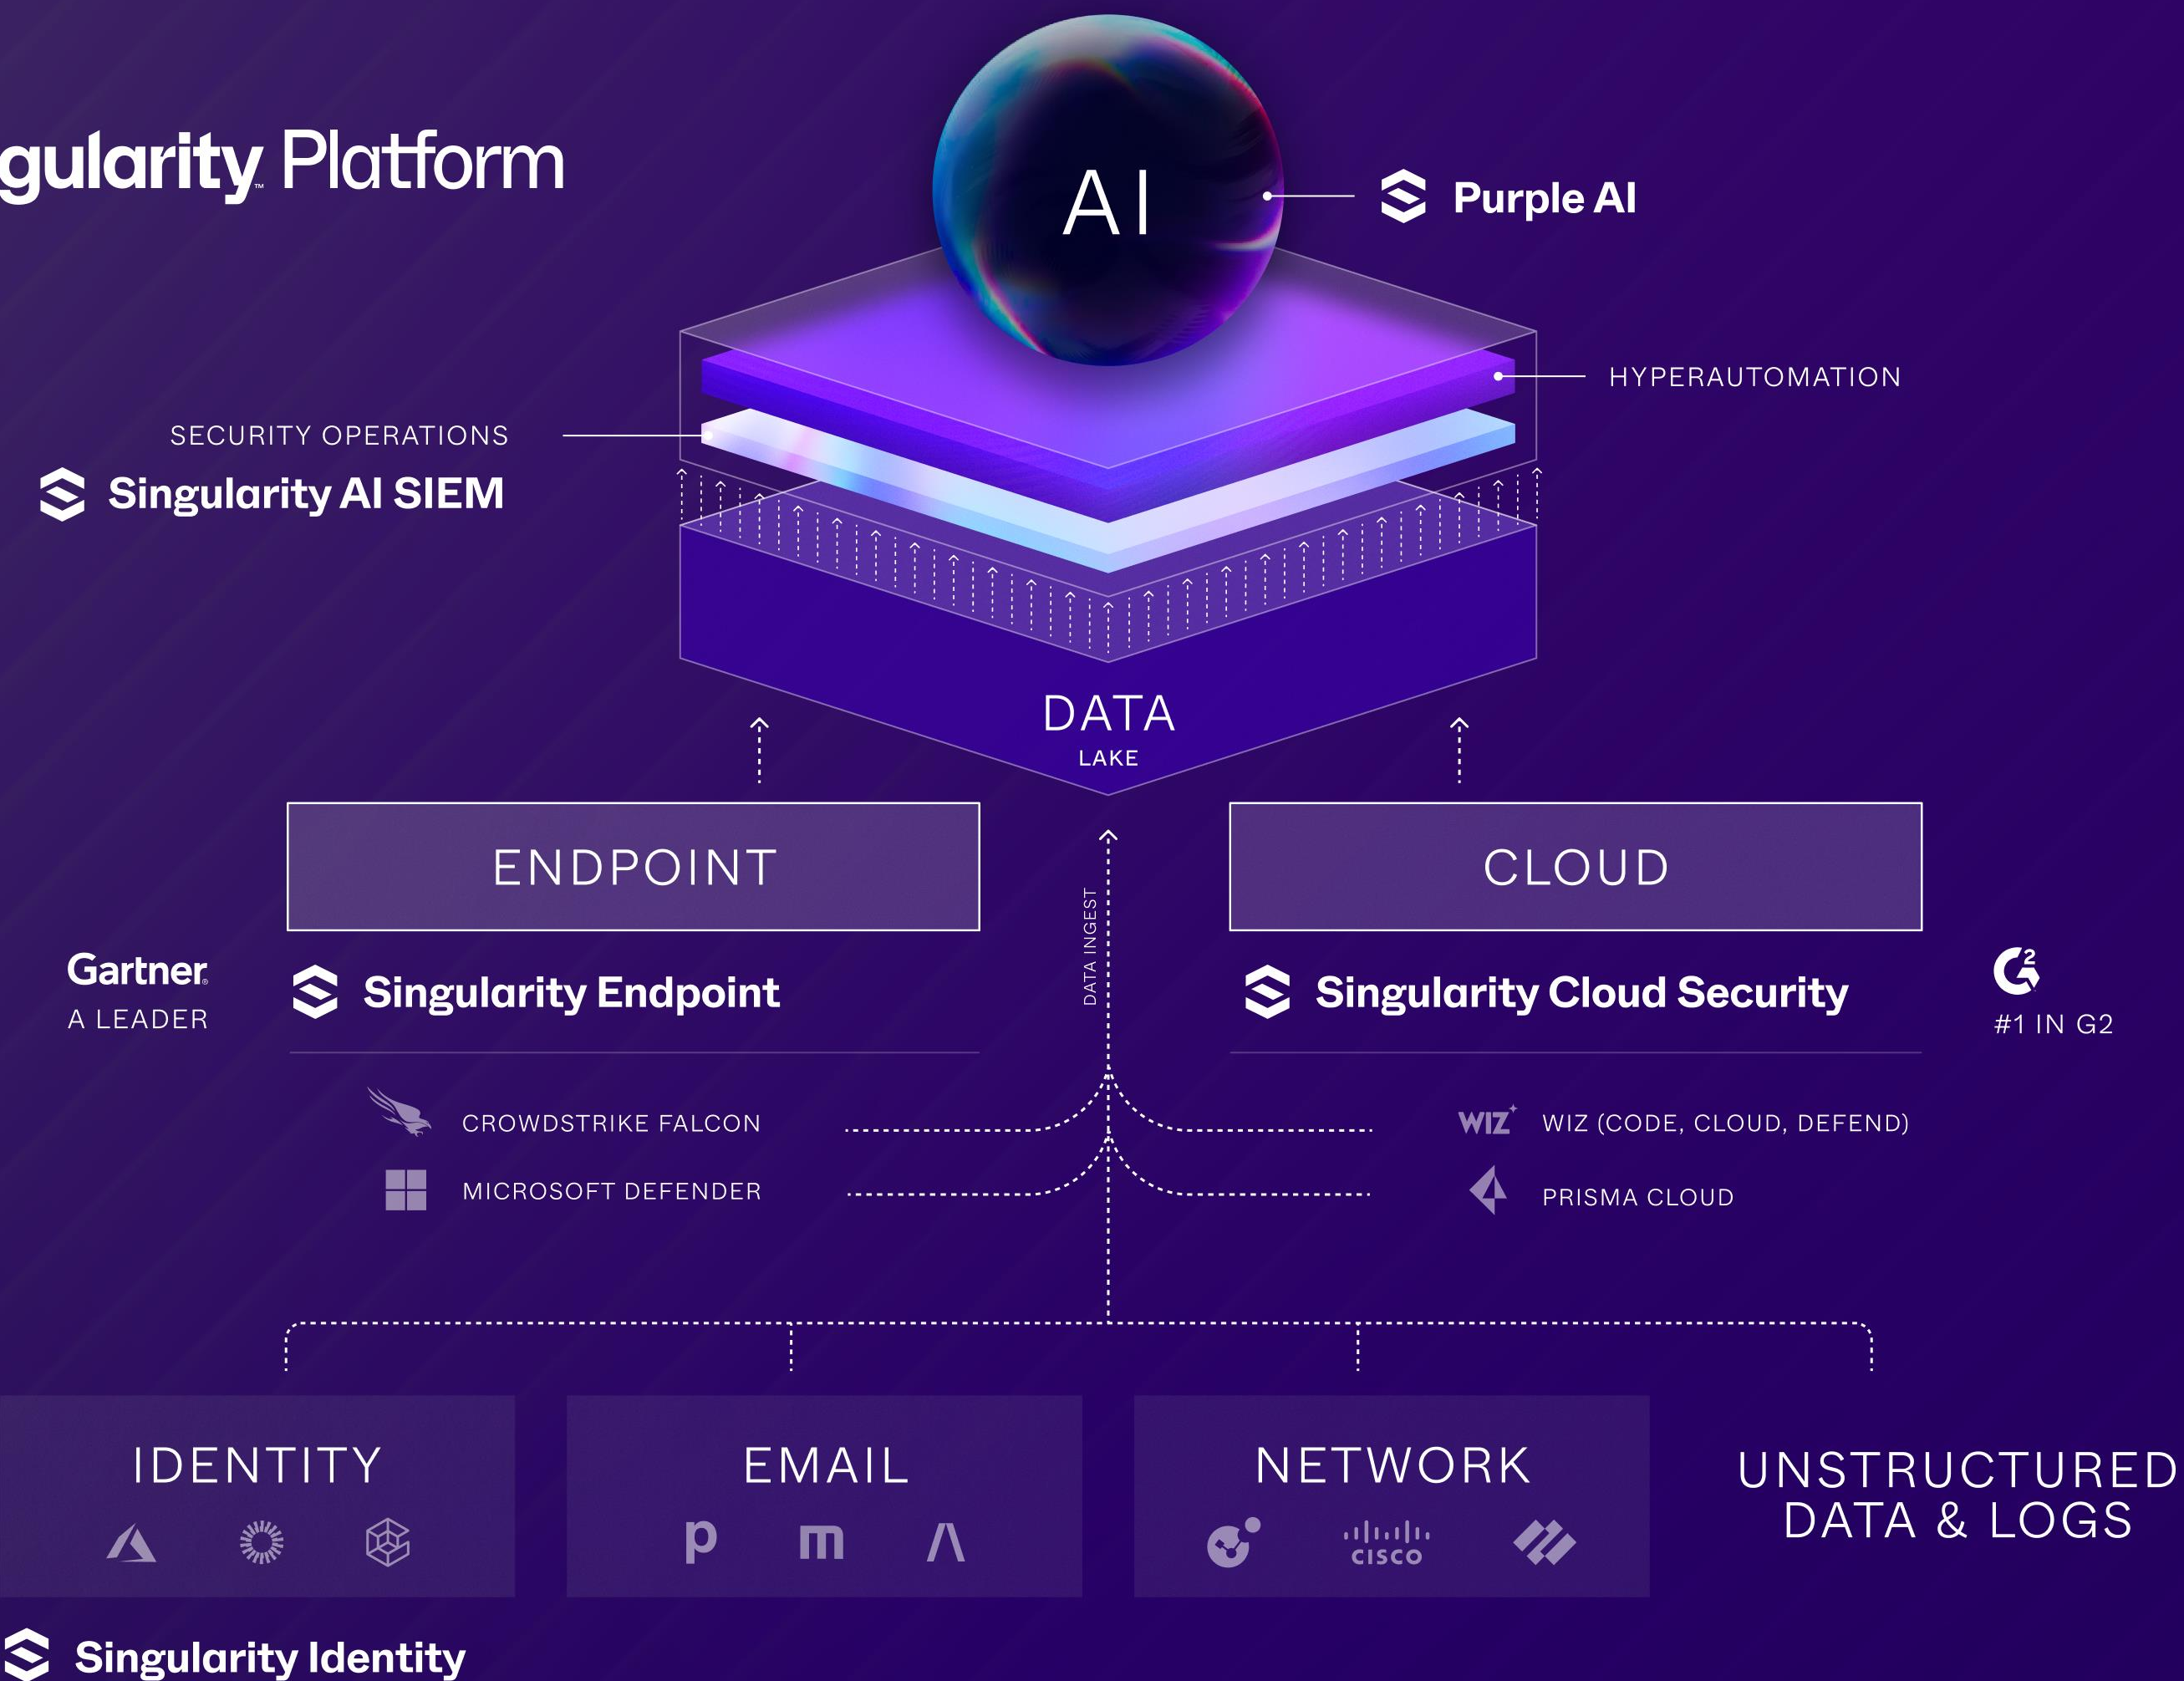 gularity™ Platform
AI
Purple AI
HYPERAUTOMATION
SECURITY OPERATIONS
Singularity AI SIEM
DATA
LAKE
ENDPOINT
CLOUD
DATA INGEST
Gartner®
A LEADER
Singularity Endpoint
Singularity Cloud Security
G2
#1 IN G2
CROWDSTRIKE FALCON
MICROSOFT DEFENDER
WIZ
WIZ (CODE, CLOUD, DEFEND)
PRISMA CLOUD
IDENTITY
EMAIL
p m
NETWORK
CISCO
UNSTRUCTURED
DATA & LOGS
Singularity Identity